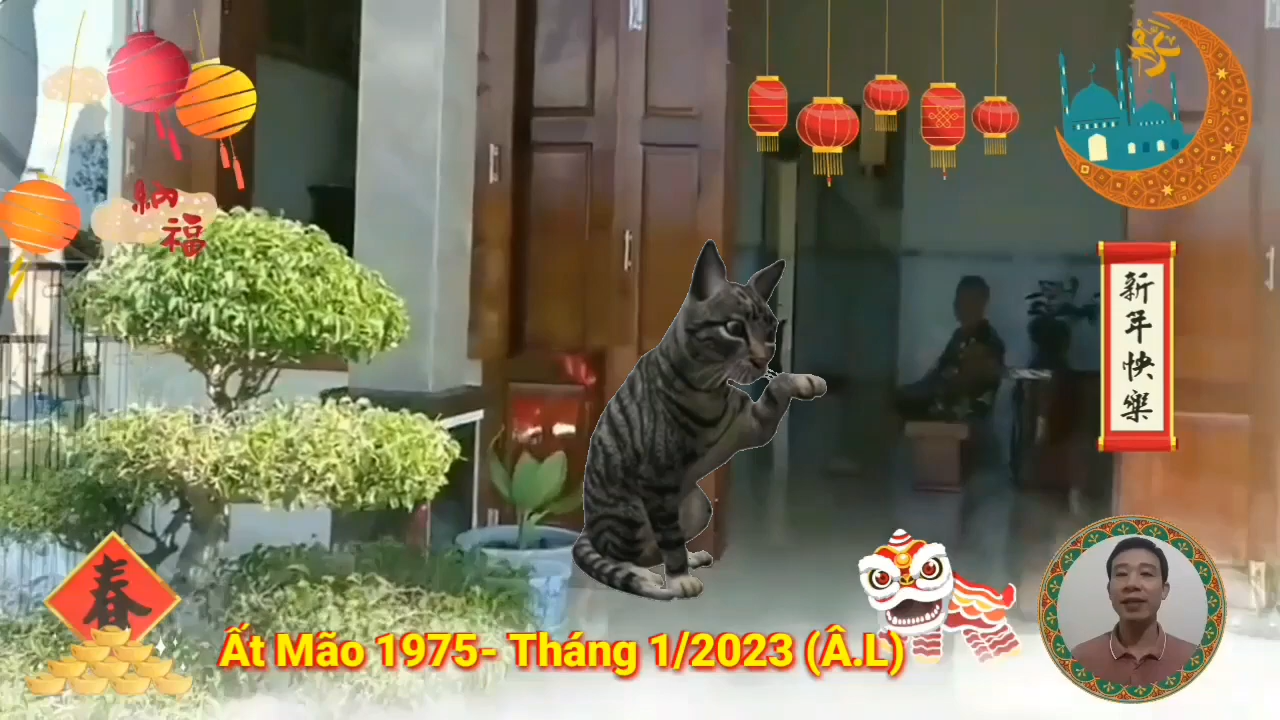 納
福
新
年
快
樂
春
Ất Mão 1975- Tháng 1/2023 (Â.L)